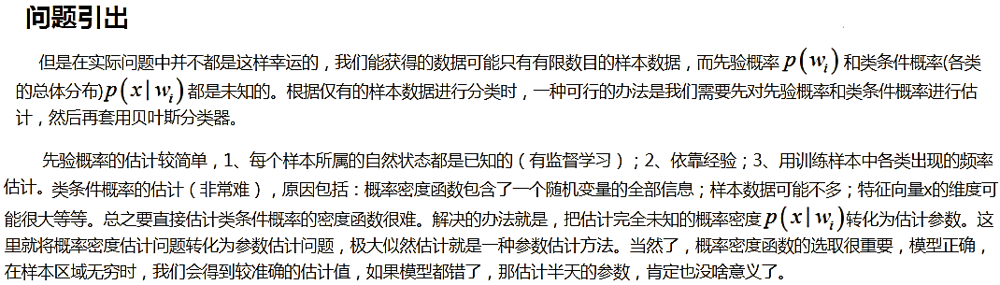 问题引出
但是在实际问题中并不都是这样幸运的，我们能获得的数据可能只有有限数目的样本数据，而先验概率 p(w_i) 和类条件概率(各类
的总体分布)p(x|w_i) 都是未知的。根据仅有的样本数据进行分类时，一种可行的办法是我们需要先对先验概率和类条件概率进行估
计，然后再套用贝叶斯分类器。
先验概率的估计较简单，1、每个样本所属的自然状态都是已知的（有监督学习）；2、依靠经验；3、用训练样本中各类出现的频率
估计。类条件概率的估计（非常难），原因包括：概率密度函数包含了一个随机变量的全部信息；样本数据可能不多；特征向量x的维度可
能很大等等。总之要直接估计类条件概率的密度函数很难。解决的办法就是，把估计完全未知的概率密度 p(x|w_i)转化为估计参数。这
里就将概率密度估计问题转化为参数估计问题，极大似然估计就是一种参数估计方法。当然了，概率密度函数的选取很重要，模型正确，
在样本区域无穷时，我们会得到较准确的估计值，如果模型都错了，那估计半天的参数，肯定也没啥意义了。